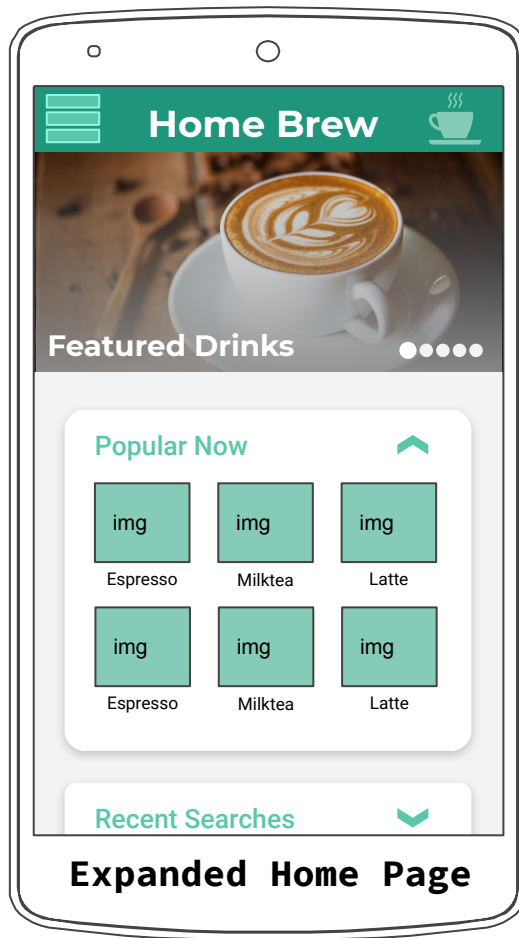 Home Brew
Featured Drinks
Popular Now
img img img
Espresso Milktea Latte
img img img
Espresso Milktea Latte
Recent Searches
Expanded Home Page